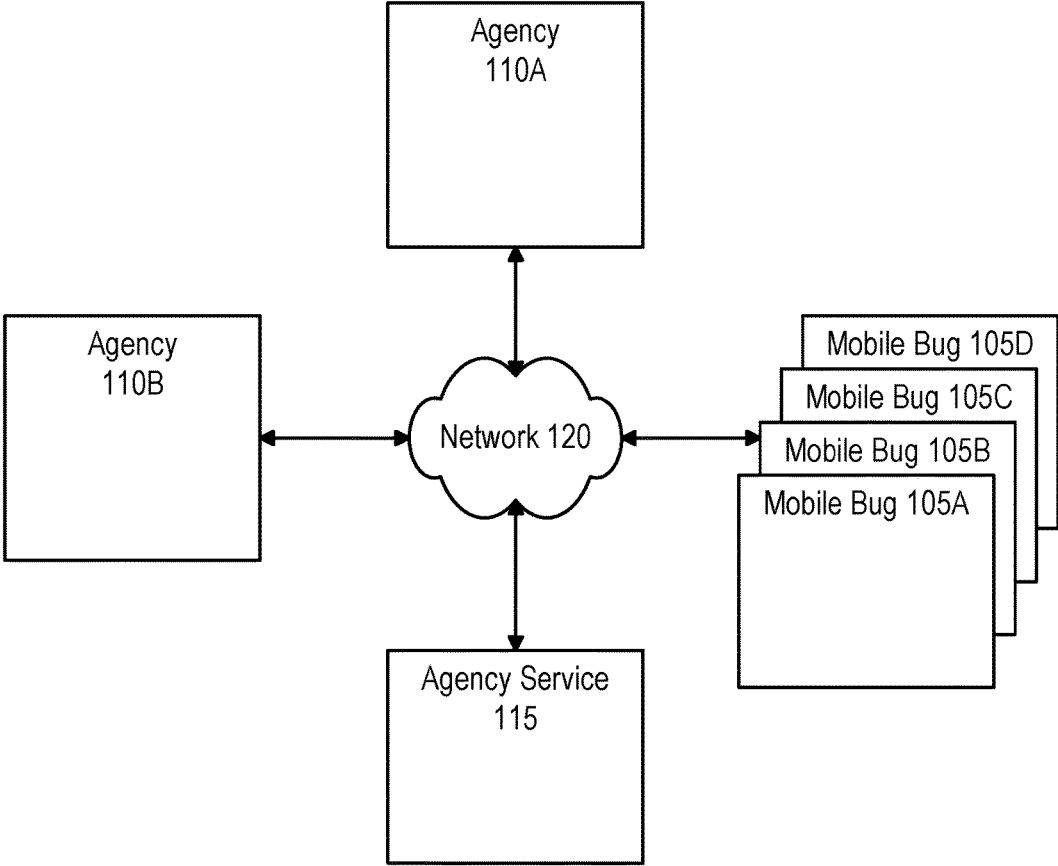 Agency
110A
Agency
110B
Network 120
Mobile Bug 105D
Mobile Bug 105C
Mobile Bug 105B
Mobile Bug 105A
Agency Service
115